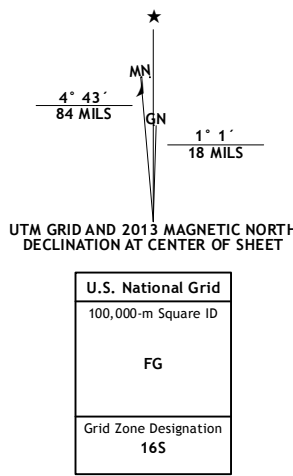 ★
MN.
4° 43´
84 MILS
GN
1° 1´
18 MILS
UTM GRID AND 2013 MAGNETIC NORTH
DECLINATION AT CENTER OF SHEET
U.S. National Grid
100,000-m Square ID
FG
Grid Zone Designation
16S